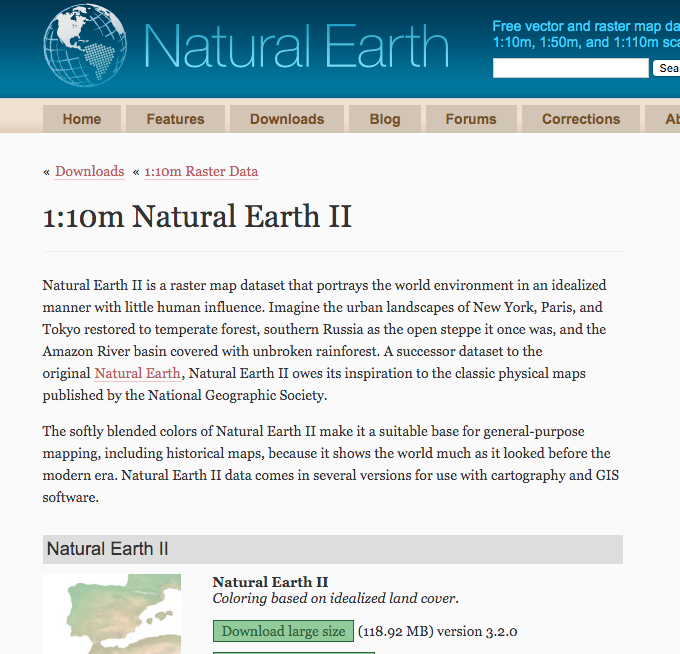 Natural Earth
Free vector and raster map da
1:10m, 1:50m, and 1:110m sca
Sea
Home Features Downloads Blog Forums Corrections Ab
« Downloads « 1:10m Raster Data
1:10m Natural Earth II
Natural Earth II is a raster map dataset that portrays the world environment in an idealized
manner with little human influence. Imagine the urban landscapes of New York, Paris, and
Tokyo restored to temperate forest, southern Russia as the open steppe it once was, and the
Amazon River basin covered with unbroken rainforest. A successor dataset to the
original Natural Earth, Natural Earth II owes its inspiration to the classic physical maps
published by the National Geographic Society.
The softly blended colors of Natural Earth II make it a suitable base for general-purpose
mapping, including historical maps, because it shows the world much as it looked before the
modern era. Natural Earth II data comes in several versions for use with cartography and GIS
software.
Natural Earth II
Natural Earth II
Coloring based on idealized land cover.
Download large size (118.92 MB) version 3.2.0